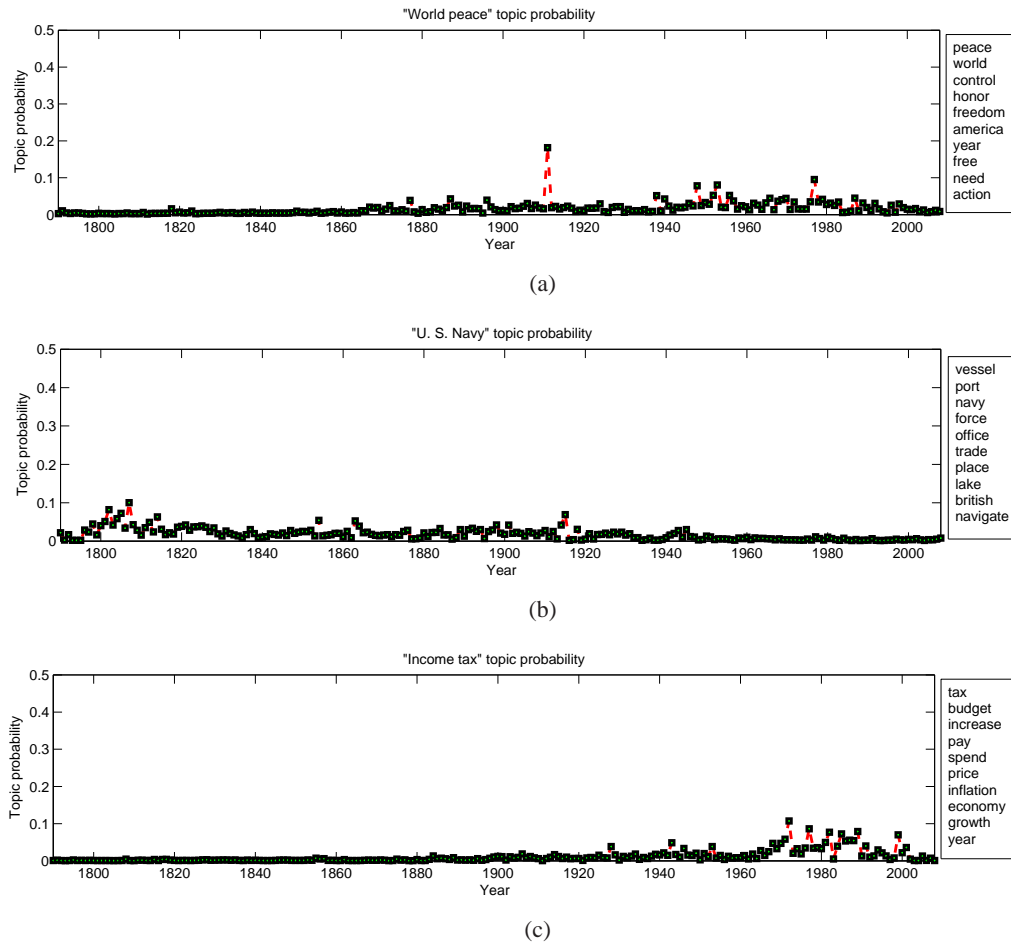 "World peace" topic probability
0.5
0.4
0.3
0.2
0.1
0
Topic probability
1800 1820 1840 1860 1880 1900 1920 1940 1960 1980 2000
Year
peace
world
control
honor
freedom
america
year
free
need
action
(a)
"U. S. Navy" topic probability
0.5
0.4
0.3
0.2
0.1
0
Topic probability
1800 1820 1840 1860 1880 1900 1920 1940 1960 1980 2000
Year
vessel
port
navy
force
office
trade
place
lake
british
navigate
(b)
"Income tax" topic probability
0.5
0.4
0.3
0.2
0.1
0
Topic probability
1800 1820 1840 1860 1880 1900 1920 1940 1960 1980 2000
Year
tax
budget
increase
pay
spend
price
inflation
economy
growth
year
(c)